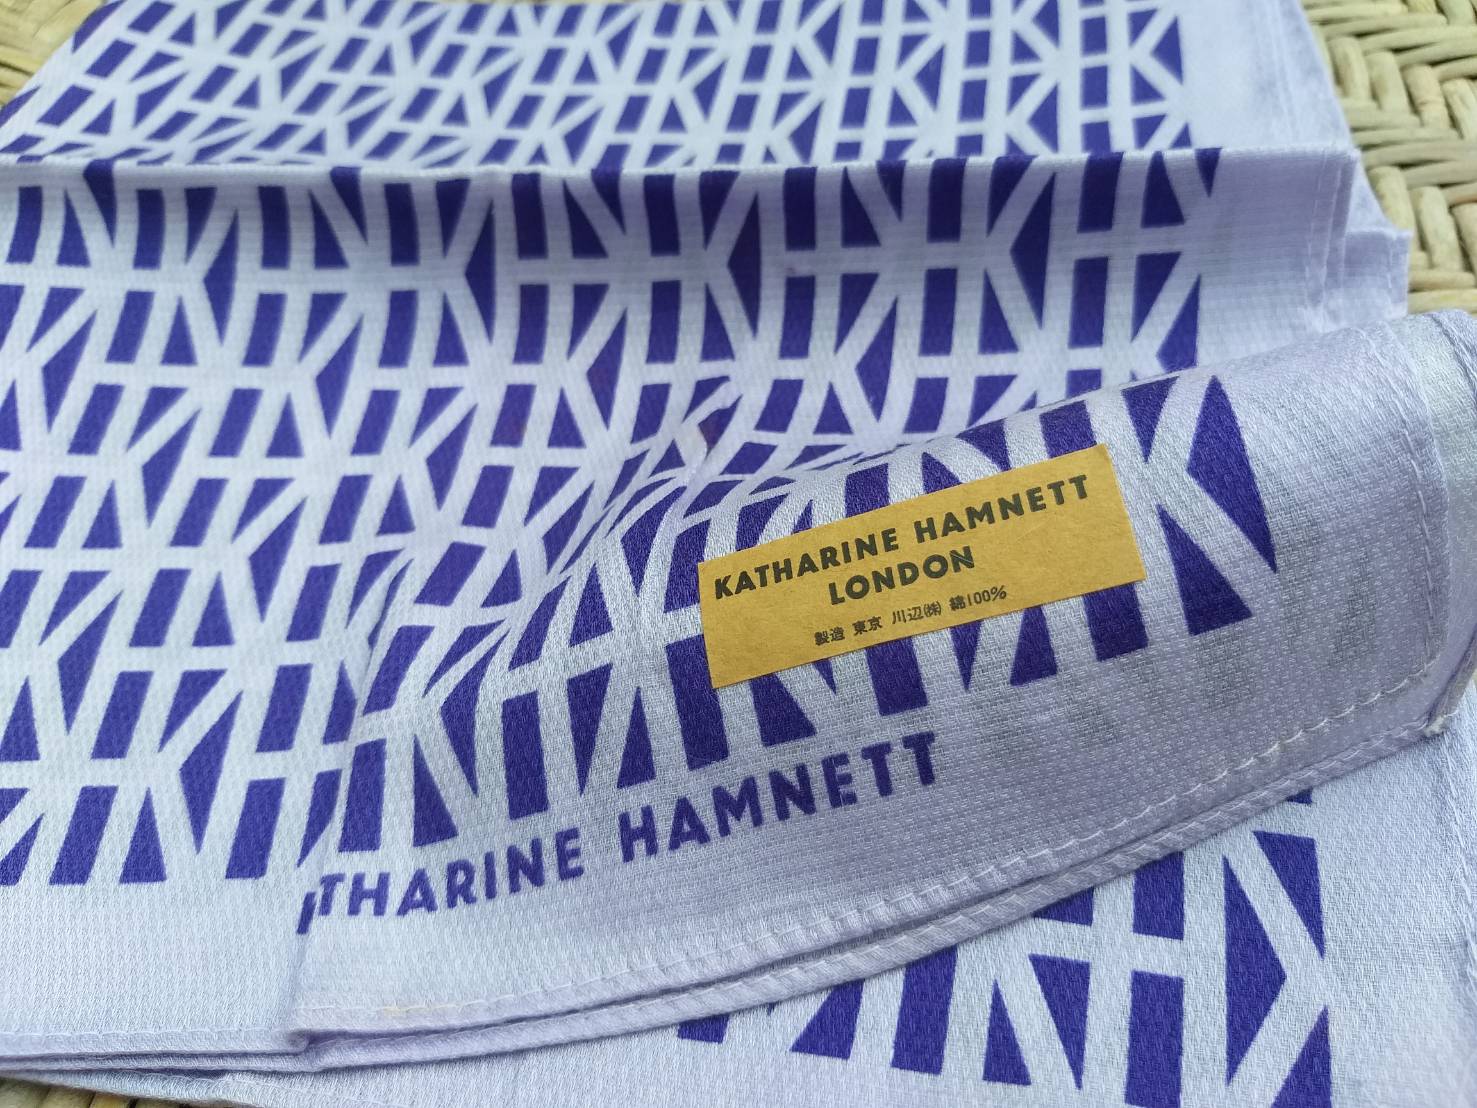 KATHARINE HAMNETT
LONDON
製造 東京 川辺㈱ 綿100%
THARINE HAMNETT